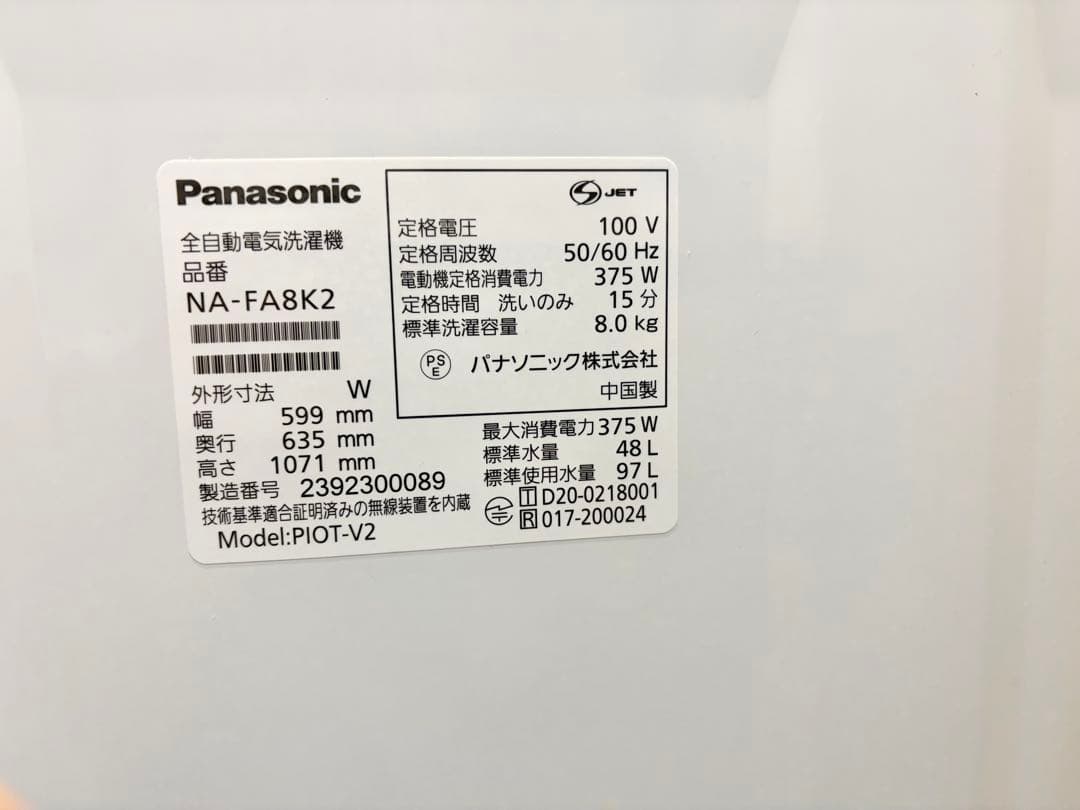 Panasonic
全自動電気洗濯機
品番
NA-FA8K2
外形寸法 W
幅 599 mm
奥行 635 mm
高さ 1071 mm
製造番号 2392300089
技術基準適合証明済みの無線装置を内蔵
Model:PIOT-V2
S JET
定格電圧 100 V
定格周波数 50/60 Hz
電動機定格消費電力 375 W
定格時間 洗いのみ 15 分
標準洗濯容量 8.0 kg
PS
E
パナソニック株式会社
中国製
最大消費電力 375 W
標準水量 48 L
標準使用水量 97 L
T D20-0218001
R 017-200024